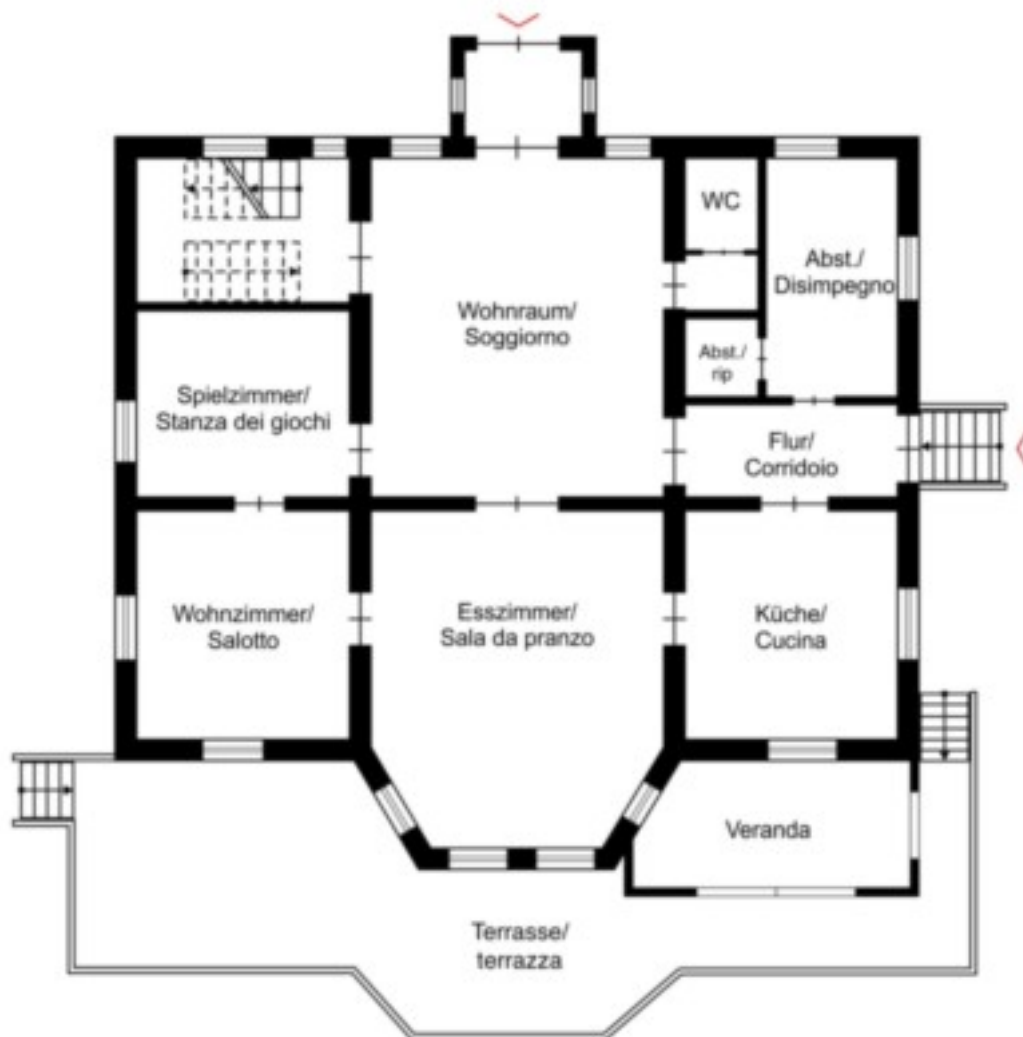 WC
Abst./
Disimpegno
Wohnraum/
Soggiorno
Abst./
rip
Spielzimmer/
Stanza dei giochi
Flur/
Corridoio
Wohnzimmer/
Salotto
Esszimmer/
Sala da pranzo
Küche/
Cucina
Veranda
Terrasse/
terrazza